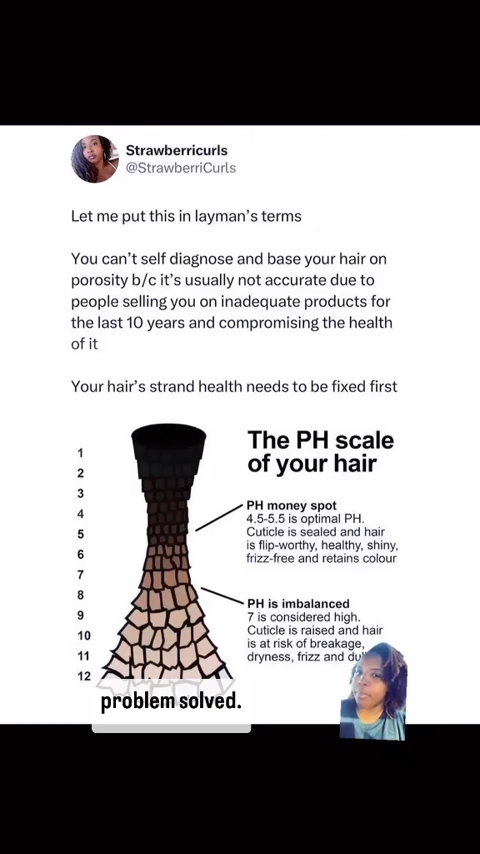 Strawberricurls
@StrawberriCurls
Let me put this in layman's terms
You can't self diagnose and base your hair on
porosity b/c it's usually not accurate due to
people selling you on inadequate products for
the last 10 years and compromising the health
of it
Your hair's strand health needs to be fixed first
The PH scale
of your hair
1
2
3
4
5
6
7
8
9
10
11
12
PH money spot
4.5-5.5 is optimal PH.
Cuticle is sealed and hair
is flip-worthy, healthy, shiny,
frizz-free and retains colour
PH is imbalanced
7 is considered high.
Cuticle is raised and hair
is at risk of breakage,
dryness, frizz and
problem solved.